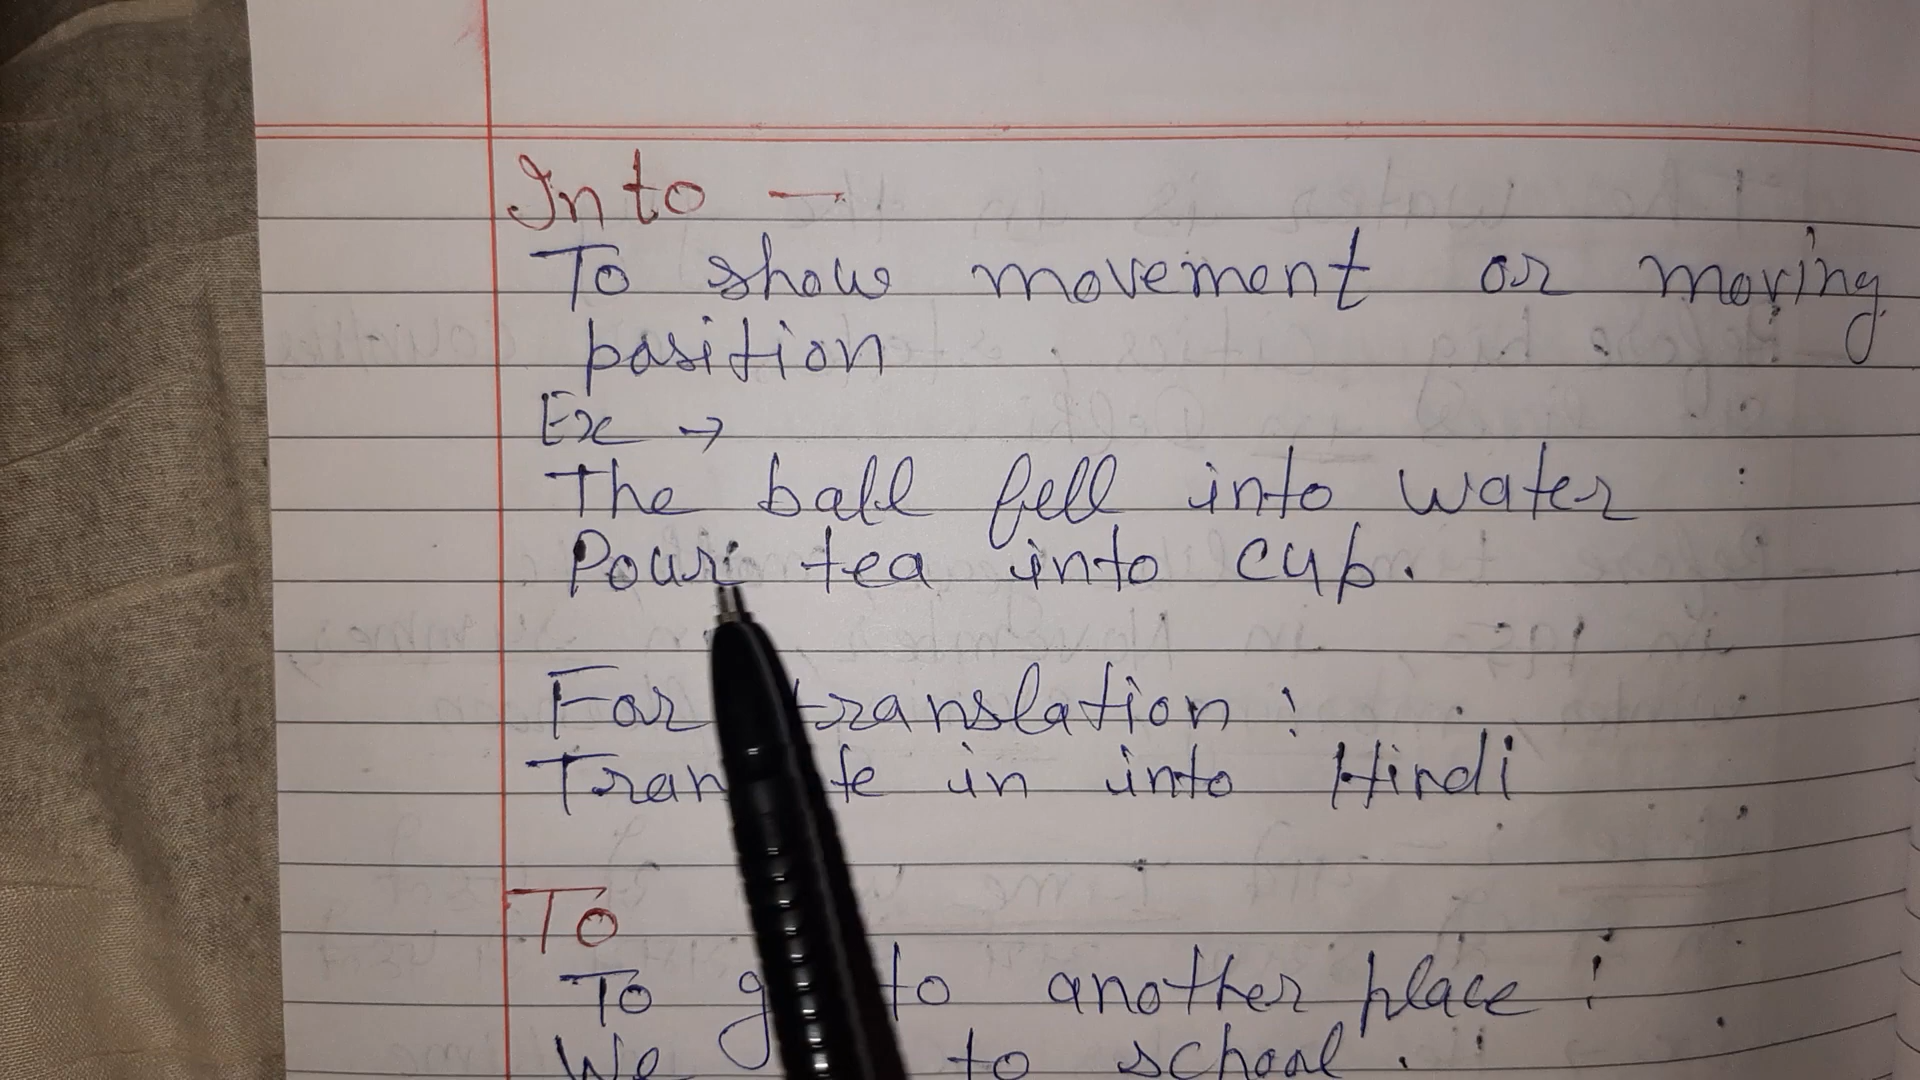 Into -
To show movement or moving
position
Ex →
The ball fell into water
Pour tea into cup.
For translation :
in into Hindi
To
To to another place :
We to school .